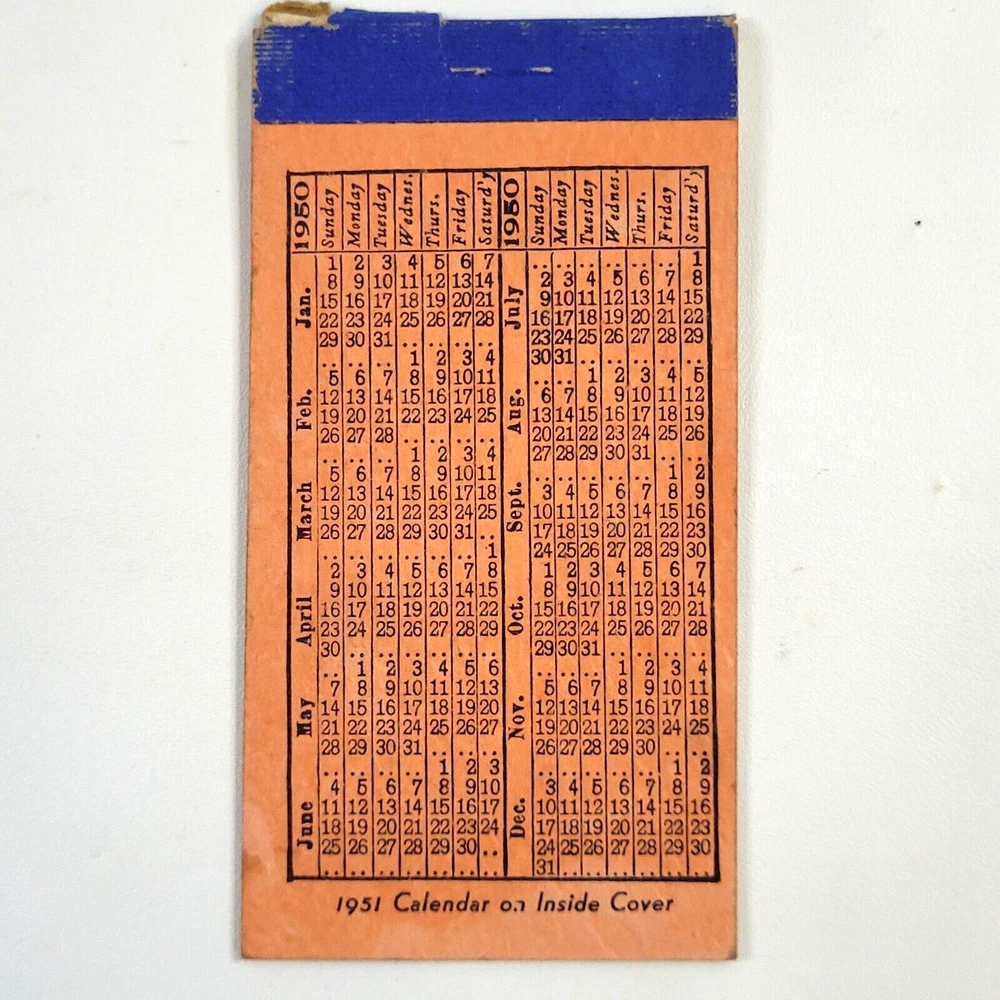 1950 Sunday Monday Tuesday Wednes. Thurs. Friday Saturd'y
Jan.
1 2 3 4 5 6 7
8 9 10 11 12 13 14
15 16 17 18 19 20 21
22 23 24 25 26 27 28
29 30 31 .. .. .. ..
Feb.
.. .. .. 1 2 3 4
5 6 7 8 9 10 11
12 13 14 15 16 17 18
19 20 21 22 23 24 25
26 27 28 .. .. .. ..
March
.. .. .. 1 2 3 4
5 6 7 8 9 10 11
12 13 14 15 16 17 18
19 20 21 22 23 24 25
26 27 28 29 30 31 ..
April
.. .. .. .. .. .. 1
2 3 4 5 6 7 8
9 10 11 12 13 14 15
16 17 18 19 20 21 22
23 24 25 26 27 28 29
30 .. .. .. .. .. ..
May
.. 1 2 3 4 5 6
7 8 9 10 11 12 13
14 15 16 17 18 19 20
21 22 23 24 25 26 27
28 29 30 31 .. .. ..
June
.. .. .. .. 1 2 3
4 5 6 7 8 9 10
11 12 13 14 15 16 17
18 19 20 21 22 23 24
25 26 27 28 29 30 ..
.. .. .. .. .. .. ..
1950 Sunday Monday Tuesday Wednes. Thurs. Friday Saturd'y
July
.. .. .. .. .. .. 1
2 3 4 5 6 7 8
9 10 11 12 13 14 15
16 17 18 19 20 21 22
23 24 25 26 27 28 29
30 31 .. .. .. .. ..
Aug.
.. .. 1 2 3 4 5
6 7 8 9 10 11 12
13 14 15 16 17 18 19
20 21 22 23 24 25 26
27 28 29 30 31 .. ..
Sept.
.. .. .. .. .. 1 2
3 4 5 6 7 8 9
10 11 12 13 14 15 16
17 18 19 20 21 22 23
24 25 26 27 28 29 30
Oct.
1 2 3 4 5 6 7
8 9 10 11 12 13 14
15 16 17 18 19 20 21
22 23 24 25 26 27 28
29 30 31 .. .. .. ..
Nov.
.. .. .. 1 2 3 4
5 6 7 8 9 10 11
12 13 14 15 16 17 18
19 20 21 22 23 24 25
26 27 28 29 30 .. ..
Dec.
.. .. .. .. .. 1 2
3 4 5 6 7 8 9
10 11 12 13 14 15 16
17 18 19 20 21 22 23
24 25 26 27 28 29 30
31 .. .. .. .. .. ..
1951 Calendar on Inside Cover